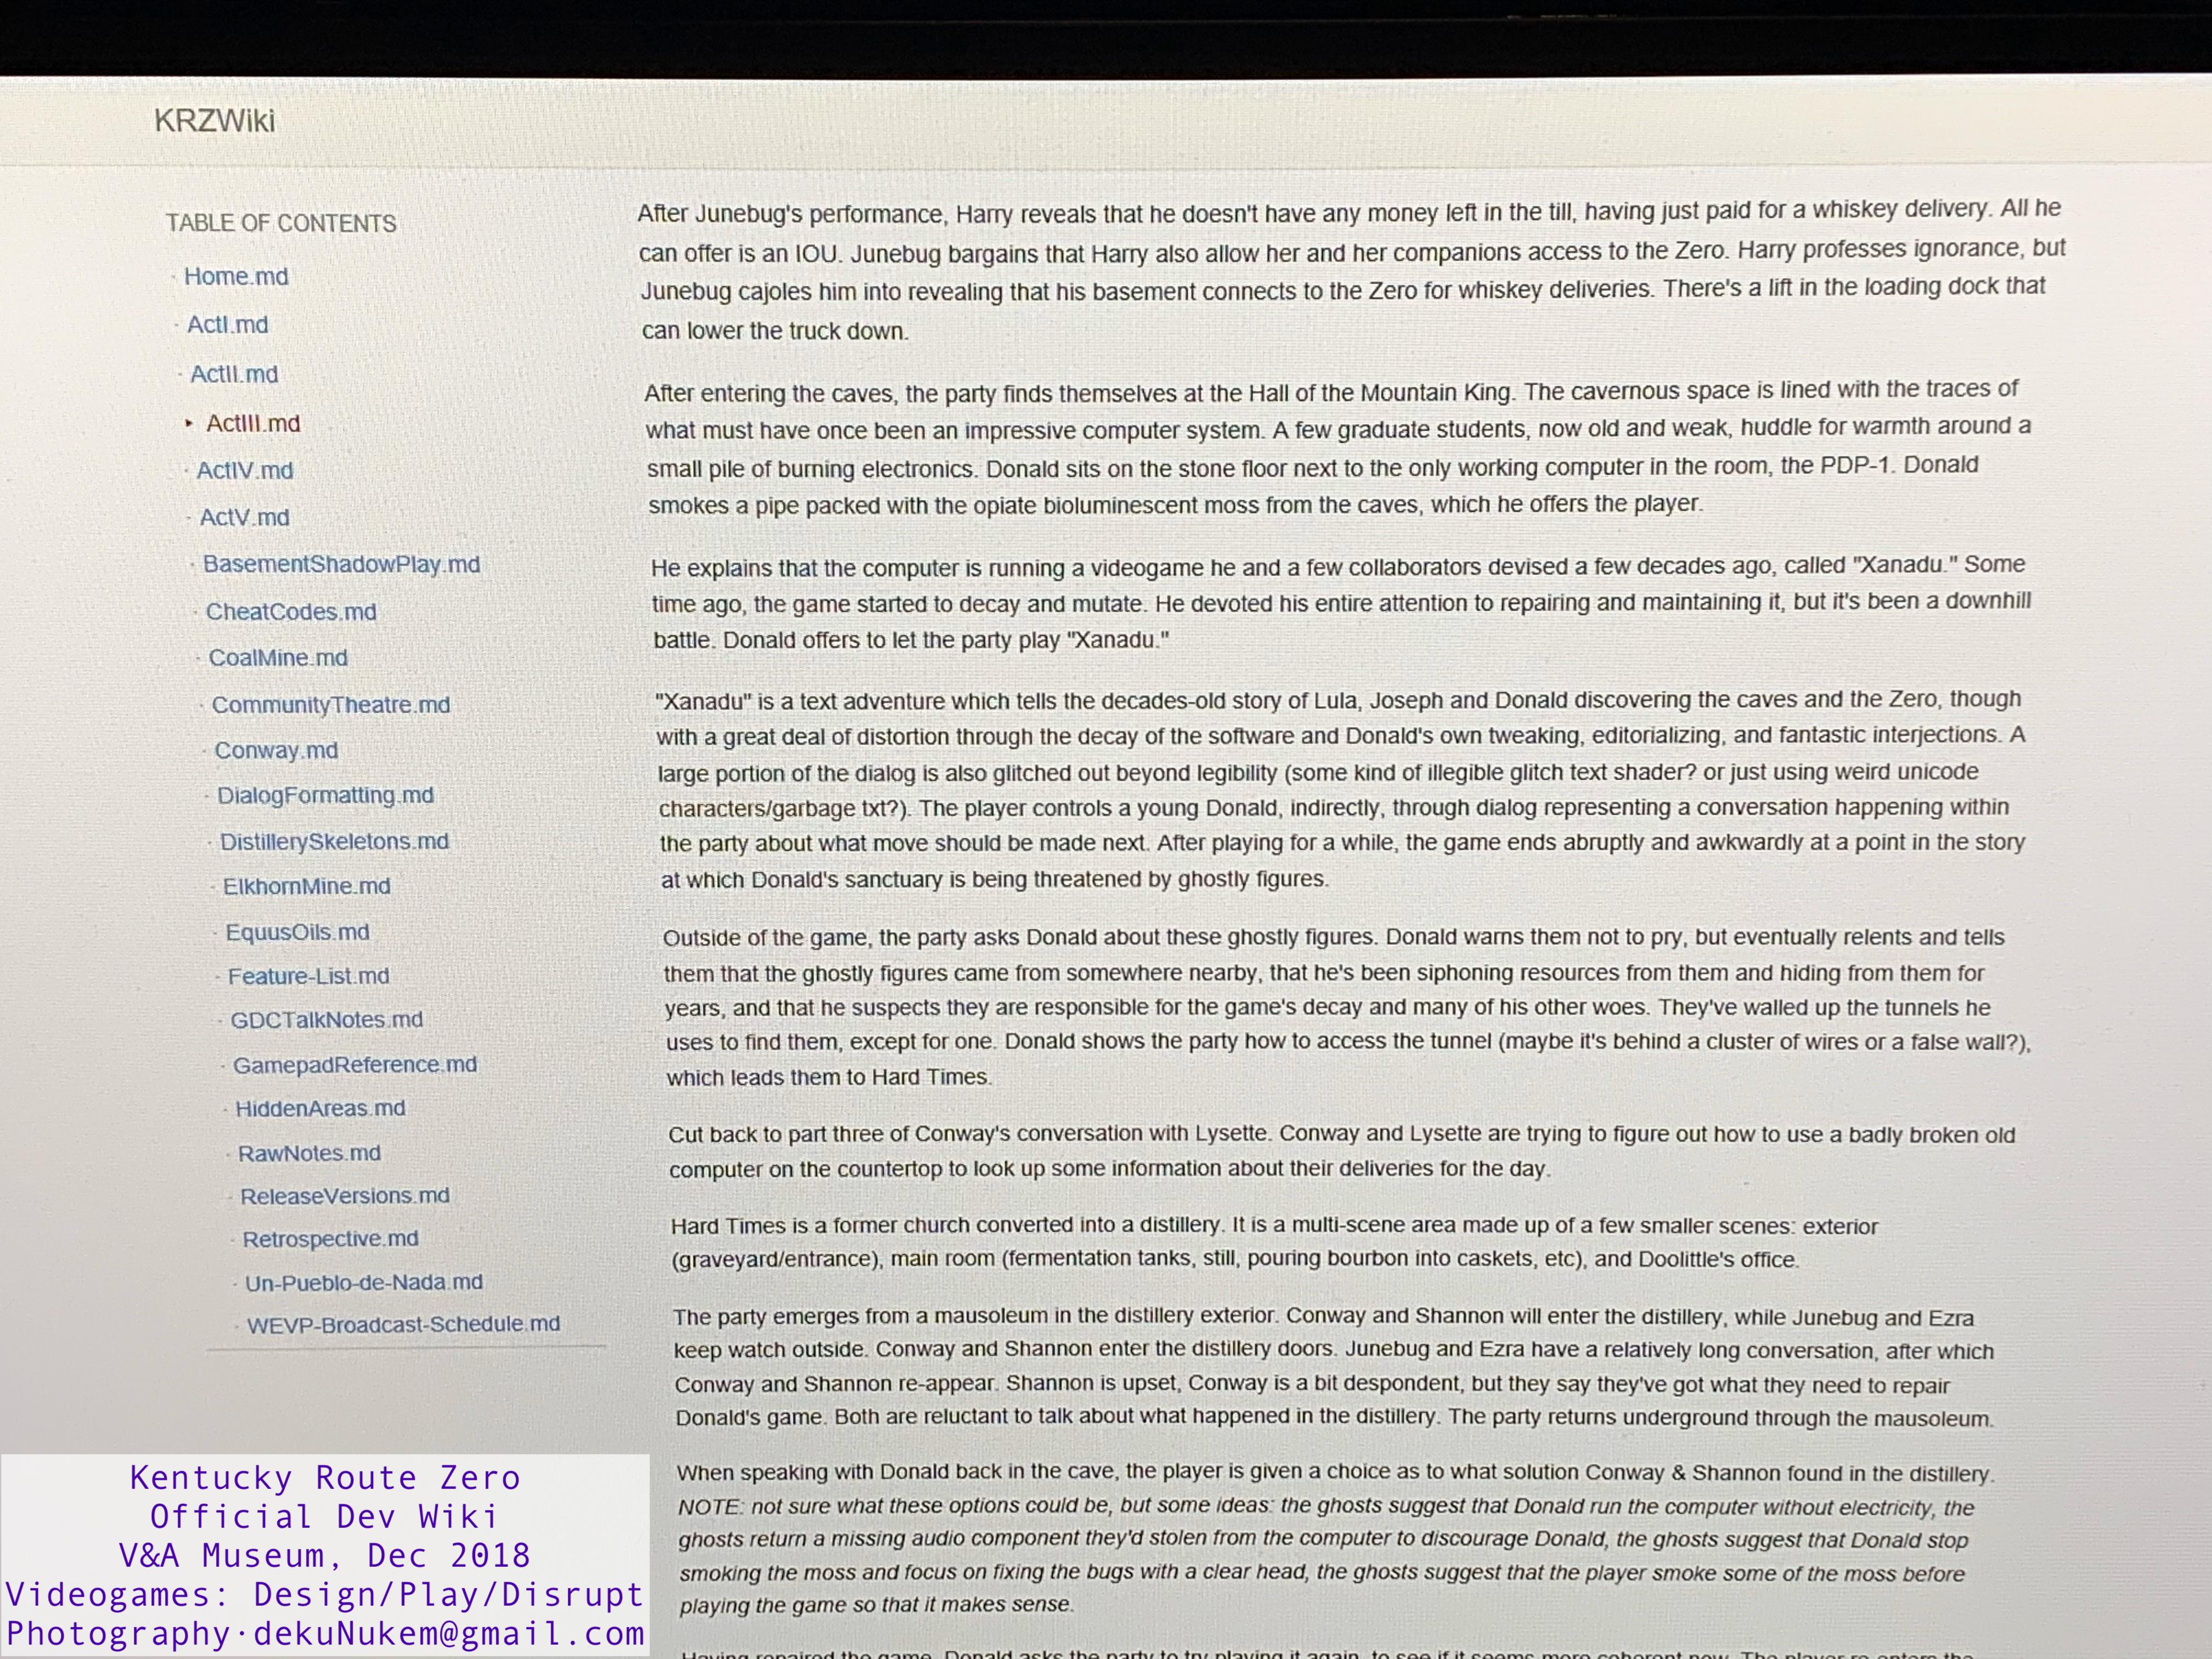 KRZWiki
TABLE OF CONTENTS
Home.md
ActI.md
ActII.md
ActIII.md
ActIV.md
ActV.md
BasementShadowPlay.md
CheatCodes.md
CoalMine.md
CommunityTheatre.md
Conway.md
DialogFormatting.md
DistillerySkeletons.md
ElkhornMine.md
EquusOils.md
Feature-List.md
GDCTalkNotes.md
GamepadReference.md
HiddenAreas.md
RawNotes.md
ReleaseVersions.md
Retrospective.md
Un-Pueblo-de-Nada.md
WEVP-Broadcast-Schedule.md
After Junebug's performance, Harry reveals that he doesn't have any money left in the till, having just paid for a whiskey delivery. All he
can offer is an IOU. Junebug bargains that Harry also allow her and her companions access to the Zero. Harry professes ignorance, but
Junebug cajoles him into revealing that his basement connects to the Zero for whiskey deliveries. There's a lift in the loading dock that
can lower the truck down.
After entering the caves, the party finds themselves at the Hall of the Mountain King. The cavernous space is lined with the traces of
what must have once been an impressive computer system. A few graduate students, now old and weak, huddle for warmth around a
small pile of burning electronics. Donald sits on the stone floor next to the only working computer in the room, the PDP-1. Donald
smokes a pipe packed with the opiate bioluminescent moss from the caves, which he offers the player.
He explains that the computer is running a videogame he and a few collaborators devised a few decades ago, called "Xanadu." Some
time ago, the game started to decay and mutate. He devoted his entire attention to repairing and maintaining it, but it's been a downhill
battle. Donald offers to let the party play "Xanadu."
"Xanadu" is a text adventure which tells the decades-old story of Lula, Joseph and Donald discovering the caves and the Zero, though
with a great deal of distortion through the decay of the software and Donald's own tweaking, editorializing, and fantastic interjections. A
large portion of the dialog is also glitched out beyond legibility (some kind of illegible glitch text shader? or just using weird unicode
characters/garbage txt?). The player controls a young Donald, indirectly, through dialog representing a conversation happening within
the party about what move should be made next. After playing for a while, the game ends abruptly and awkwardly at a point in the story
at which Donald's sanctuary is being threatened by ghostly figures.
Outside of the game, the party asks Donald about these ghostly figures. Donald warns them not to pry, but eventually relents and tells
them that the ghostly figures came from somewhere nearby, that he's been siphoning resources from them and hiding from them for
years, and that he suspects they are responsible for the game's decay and many of his other woes. They've walled up the tunnels he
uses to find them, except for one. Donald shows the party how to access the tunnel (maybe it's behind a cluster of wires or a false wall?),
which leads them to Hard Times.
Cut back to part three of Conway's conversation with Lysette. Conway and Lysette are trying to figure out how to use a badly broken old
computer on the countertop to look up some information about their deliveries for the day.
Hard Times is a former church converted into a distillery. It is a multi-scene area made up of a few smaller scenes: exterior
(graveyard/entrance), main room (fermentation tanks, still, pouring bourbon into caskets, etc), and Doolittle's office.
The party emerges from a mausoleum in the distillery exterior. Conway and Shannon will enter the distillery, while Junebug and Ezra
keep watch outside. Conway and Shannon enter the distillery doors. Junebug and Ezra have a relatively long conversation, after which
Conway and Shannon re-appear. Shannon is upset, Conway is a bit despondent, but they say they've got what they need to repair
Donald's game. Both are reluctant to talk about what happened in the distillery. The party returns underground through the mausoleum.
When speaking with Donald back in the cave, the player is given a choice as to what solution Conway & Shannon found in the distillery.
NOTE: not sure what these options could be, but some ideas: the ghosts suggest that Donald run the computer without electricity, the
ghosts return a missing audio component they'd stolen from the computer to discourage Donald, the ghosts suggest that Donald stop
smoking the moss and focus on fixing the bugs with a clear head, the ghosts suggest that the player smoke some of the moss before
playing the game so that it makes sense.
Having repaired the game, Donald asks the party to try playing it again, to see if it seems more coherent now. The player re-enters the
Kentucky Route Zero
Official Dev Wiki
V&A Museum, Dec 2018
Videogames: Design/Play/Disrupt
Photography·dekuNukem@gmail.com